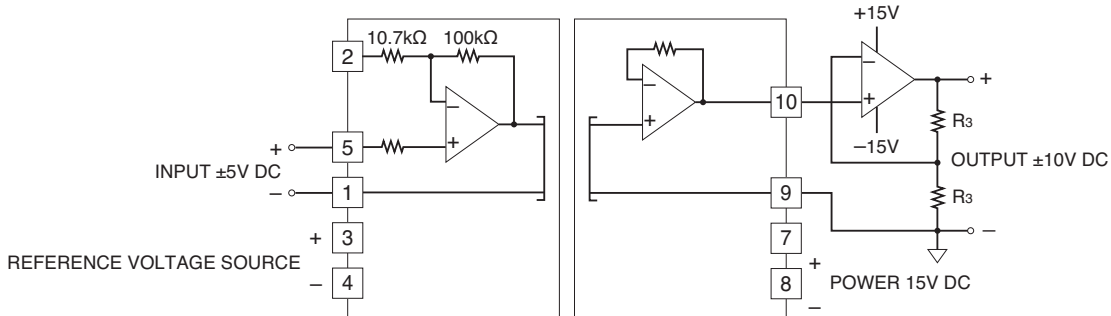 10.7kΩ 100kΩ
2
5
+
INPUT ±5V DC
–
1
+
3
REFERENCE VOLTAGE SOURCE
–
4
–
+
–
+
10
9
7
+
8
POWER 15V DC
–
+15V
–
+
–15V
+
R3
OUTPUT ±10V DC
R3
–